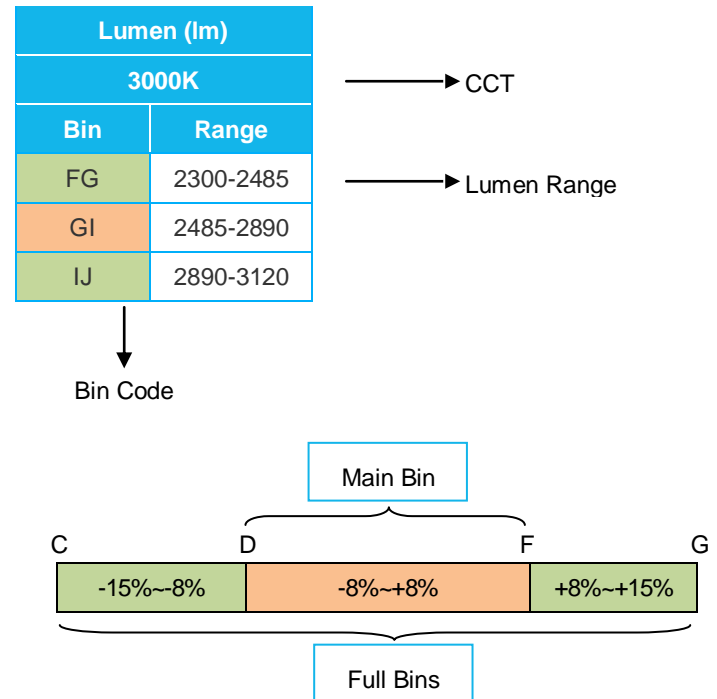 Lumen (lm)
3000K
CCT
Bin Range
FG 2300-2485
Lumen Range
GI 2485-2890
IJ 2890-3120
Bin Code
Main Bin
C D F G
-15%~-8% -8%~+8% +8%~+15%
Full Bins